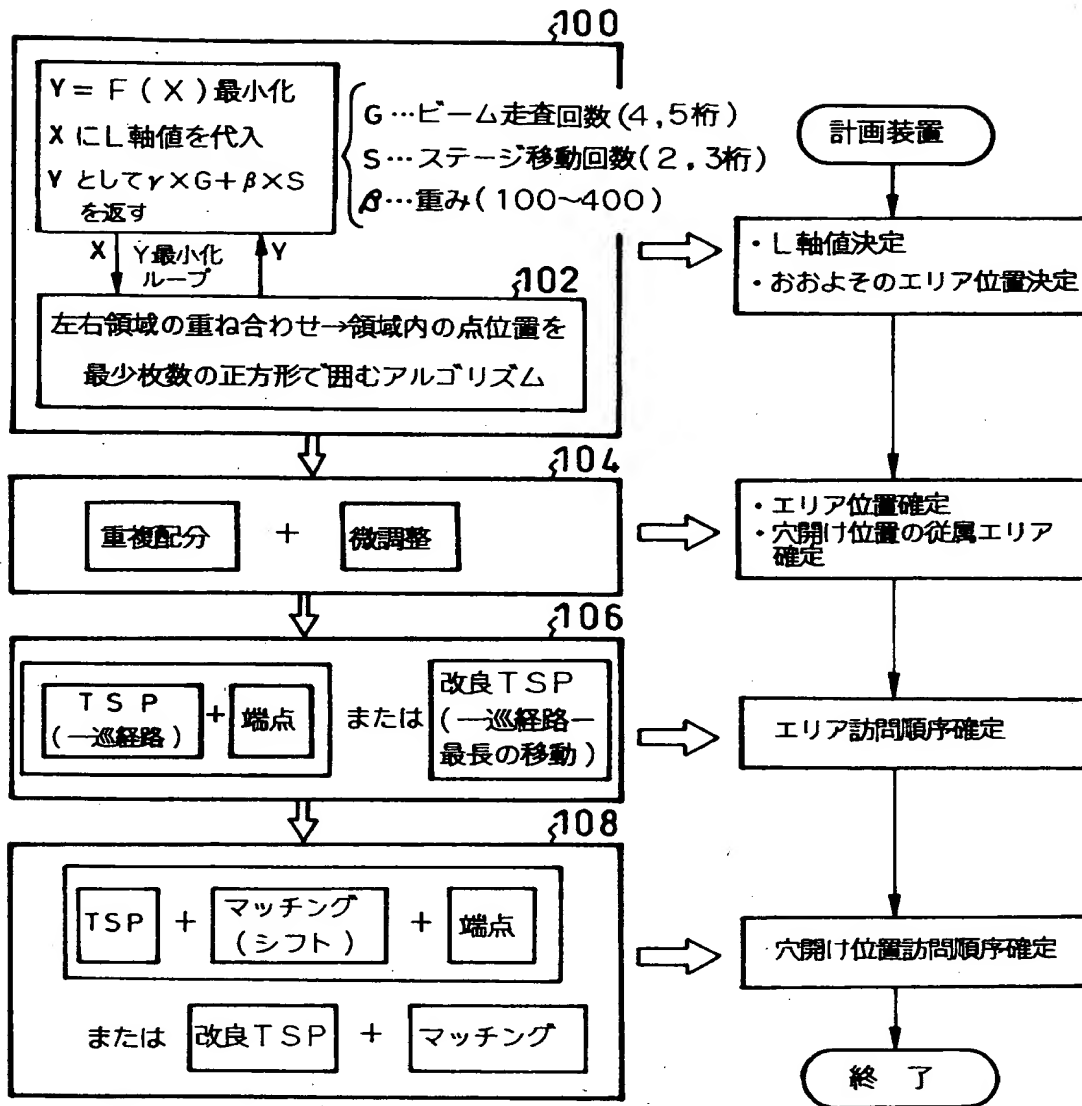 100
Y = F(X)最小化
XにL軸値を代入
Yとしてγ×G+β×S
を返す
G…ビーム走査回数(4,5桁)
S…ステージ移動回数(2,3桁)
β…重み(100~400)
X
Y最小化
ループ
Y
102
左右領域の重ね合わせ→領域内の点位置を
最少枚数の正方形で囲むアルゴリズム
計画装置
・L軸値決定
・おおよそのエリア位置決定
104
重複配分 + 微調整
・エリア位置確定
・穴開け位置の従属エリア
確定
106
TSP
(一巡経路)
+
端点
または
改良TSP
(一巡経路−
最長の移動)
エリア訪問順序確定
108
TSP
+
マッチング
(シフト)
+
端点
または 改良TSP + マッチング
穴開け位置訪問順序確定
終了